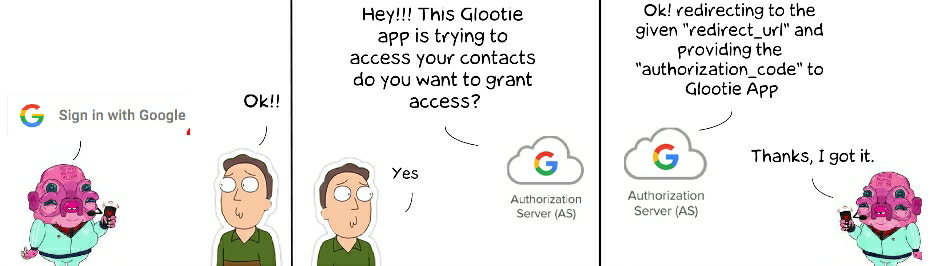 Sign in with Google
Ok!!
Hey!!! This Glootie
app is trying to
access your contacts
do you want to grant
access?
Yes
Authorization
Server (AS)
Ok! redirecting to the
given "redirect_url" and
providing the
"authorization_code" to
Glootie App
Authorization
Server (AS)
Thanks, I got it.